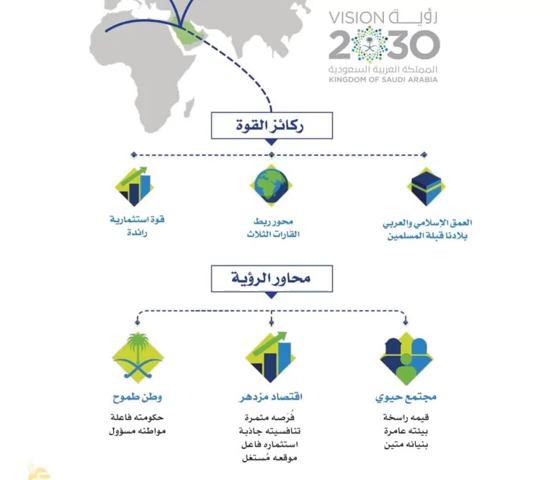 VISION رؤيــة
2030
المملكة العربية السعودية
KINGDOM OF SAUDI ARABIA
ركائز القوة
العمق الإسلامي والعربي
بلادنا قبلة المسلمين
محور ربط
القارات الثلاث
قوة استثمارية
رائدة
محاور الرؤية
مجتمع حيوي
قيمه راسخة
بيئته عامرة
بنيانه متين
اقتصاد مزدهر
فُرصه مثمرة
تنافسيته جاذبة
استثماره فاعل
موقعه مُستغل
وطن طموح
حكومته فاعلة
مواطنه مسؤول